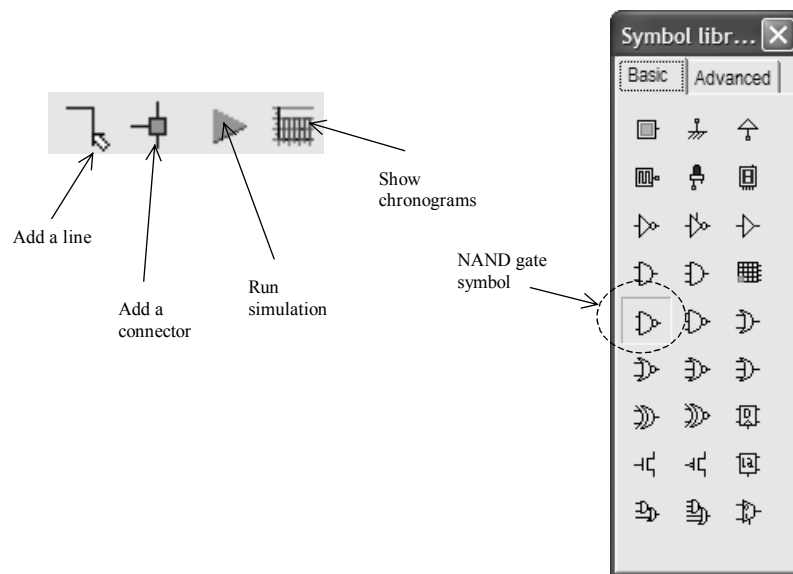 Symbol libr...
Basic
Advanced
Show
chronograms
Add a line
NAND gate
symbol
Run
simulation
Add a
connector